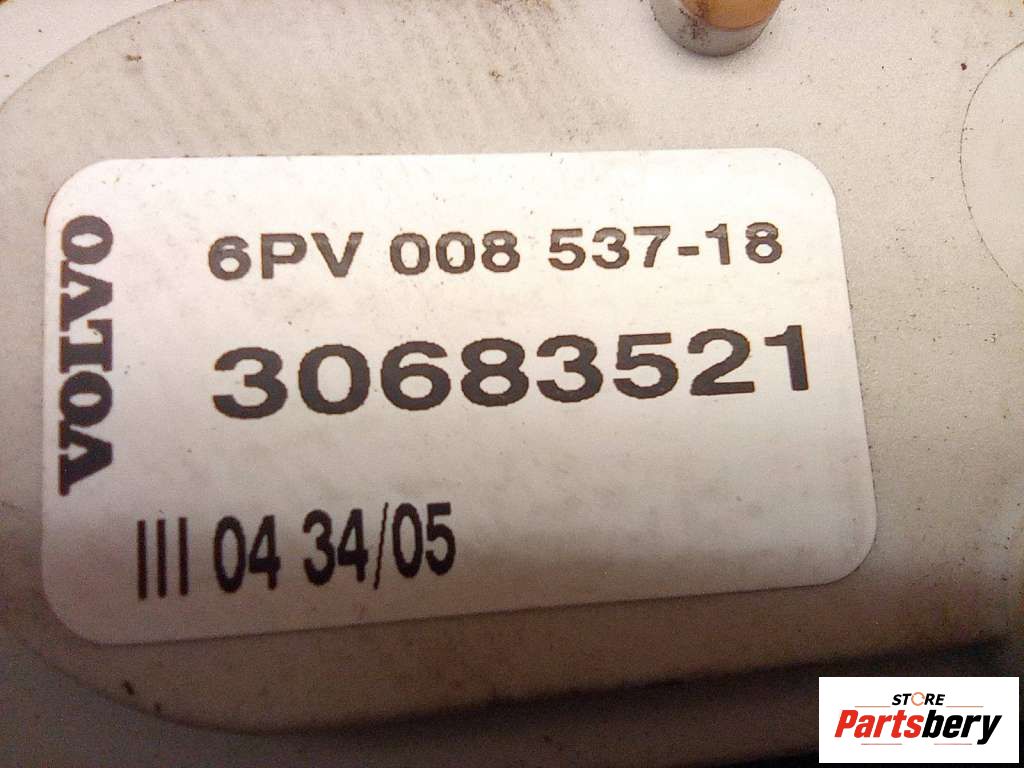 VOLVO
6PV 008 537-18
30683521
III 04 34/05
STORE
Partsbery